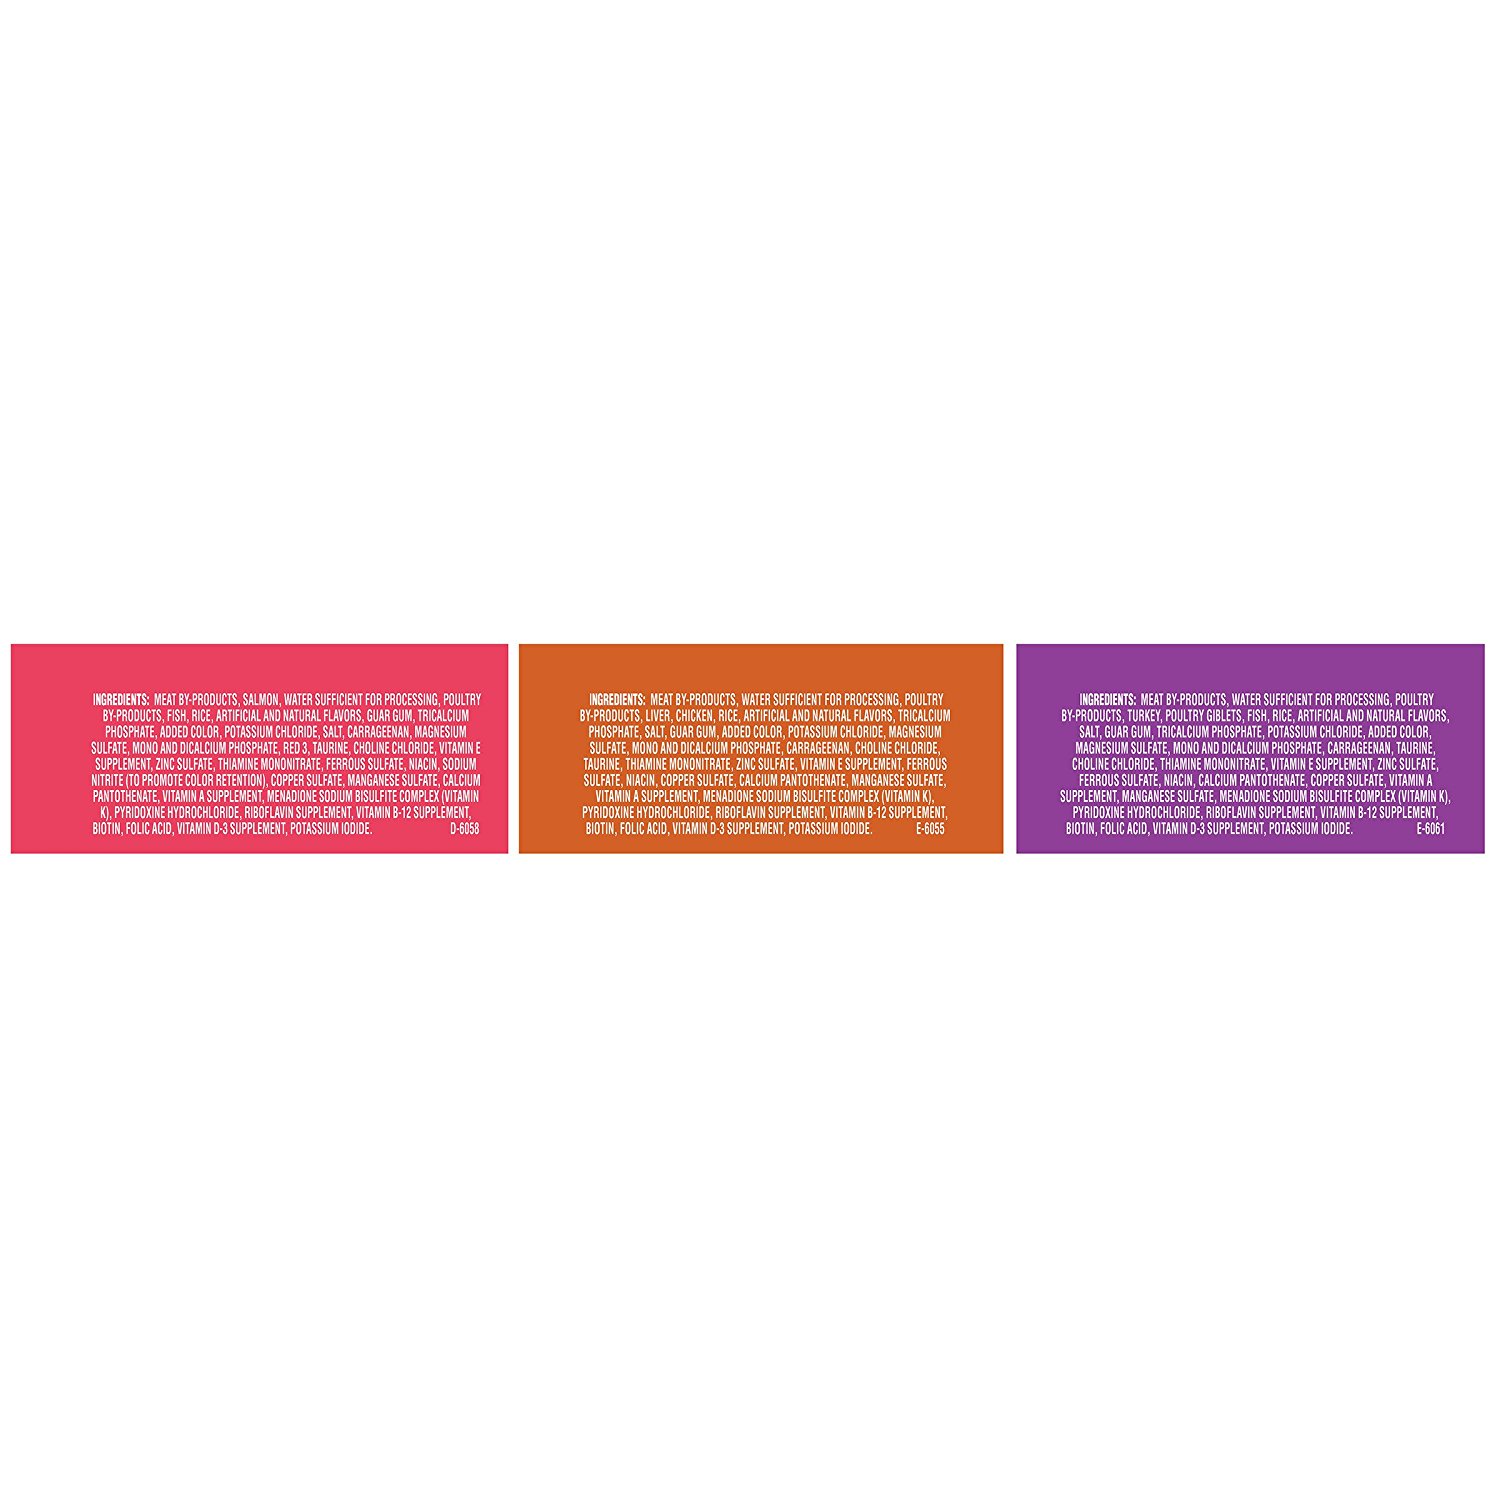 INGREDIENTS: MEAT BY-PRODUCTS, SALMON, WATER SUFFICIENT FOR PROCESSING, POULTRY
BY-PRODUCTS, FISH, RICE, ARTIFICIAL AND NATURAL FLAVORS, GUAR GUM, TRICALCIUM
PHOSPHATE, ADDED COLOR, POTASSIUM CHLORIDE, SALT, CARRAGEENAN, MAGNESIUM
SULFATE, MONO AND DICALCIUM PHOSPHATE, RED 3, TAURINE, CHOLINE CHLORIDE, VITAMIN E
SUPPLEMENT, ZINC SULFATE, THIAMINE MONONITRATE, FERROUS SULFATE, NIACIN, SODIUM
NITRITE (TO PROMOTE COLOR RETENTION), COPPER SULFATE, MANGANESE SULFATE, CALCIUM
PANTOTHENATE, VITAMIN A SUPPLEMENT, MENADIONE SODIUM BISULFITE COMPLEX (VITAMIN
K), PYRIDOXINE HYDROCHLORIDE, RIBOFLAVIN SUPPLEMENT, VITAMIN B-12 SUPPLEMENT,
BIOTIN, FOLIC ACID, VITAMIN D-3 SUPPLEMENT, POTASSIUM IODIDE. D-6058
INGREDIENTS: MEAT BY-PRODUCTS, WATER SUFFICIENT FOR PROCESSING, POULTRY
BY-PRODUCTS, LIVER, CHICKEN, RICE, ARTIFICIAL AND NATURAL FLAVORS, TRICALCIUM
PHOSPHATE, SALT, GUAR GUM, ADDED COLOR, POTASSIUM CHLORIDE, MAGNESIUM
SULFATE, MONO AND DICALCIUM PHOSPHATE, CARRAGEENAN, CHOLINE CHLORIDE,
TAURINE, THIAMINE MONONITRATE, ZINC SULFATE, VITAMIN E SUPPLEMENT, FERROUS
SULFATE, NIACIN, COPPER SULFATE, CALCIUM PANTOTHENATE, MANGANESE SULFATE,
VITAMIN A SUPPLEMENT, MENADIONE SODIUM BISULFITE COMPLEX (VITAMIN K),
PYRIDOXINE HYDROCHLORIDE, RIBOFLAVIN SUPPLEMENT, VITAMIN B-12 SUPPLEMENT,
BIOTIN, FOLIC ACID, VITAMIN D-3 SUPPLEMENT, POTASSIUM IODIDE. E-6055
INGREDIENTS: MEAT BY-PRODUCTS, WATER SUFFICIENT FOR PROCESSING, POULTRY
BY-PRODUCTS, TURKEY, POULTRY GIBLETS, FISH, RICE, ARTIFICIAL AND NATURAL FLAVORS,
SALT, GUAR GUM, TRICALCIUM PHOSPHATE, POTASSIUM CHLORIDE, ADDED COLOR,
MAGNESIUM SULFATE, MONO AND DICALCIUM PHOSPHATE, CARRAGEENAN, TAURINE,
CHOLINE CHLORIDE, THIAMINE MONONITRATE, VITAMIN E SUPPLEMENT, ZINC SULFATE,
FERROUS SULFATE, NIACIN, CALCIUM PANTOTHENATE, COPPER SULFATE, VITAMIN A
SUPPLEMENT, MANGANESE SULFATE, MENADIONE SODIUM BISULFITE COMPLEX (VITAMIN K),
PYRIDOXINE HYDROCHLORIDE, RIBOFLAVIN SUPPLEMENT, VITAMIN B-12 SUPPLEMENT,
BIOTIN, FOLIC ACID, VITAMIN D-3 SUPPLEMENT, POTASSIUM IODIDE. E-6061